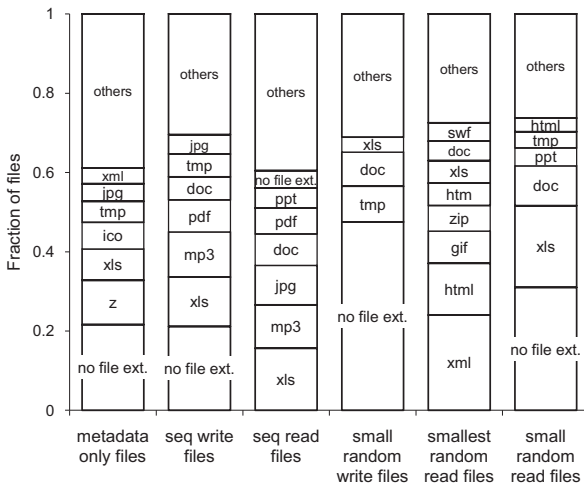 Fraction of files
1
0.8
0.6
0.4
0.2
0
others
xml
jpg
tmp
ico
xls
z
no file ext.
metadata
only files
others
jpg
tmp
doc
pdf
mp3
xls
no file ext.
seq write
files
others
no file ext.
ppt
pdf
doc
jpg
mp3
xls
seq read
files
others
xls
doc
tmp
no file ext.
small
random
write files
others
swf
doc
xls
htm
zip
gif
html
xml
smallest
random
read files
others
html
tmp
ppt
doc
xls
no file ext.
small
random
read files